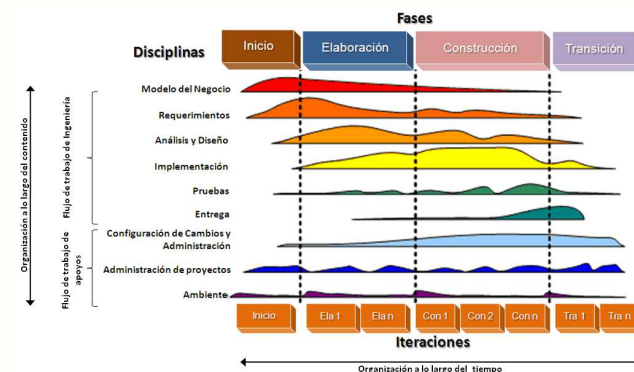 Fases
Disciplinas
Inicio
Elaboración
Construcción
Transición
Modelo del Negocio
Requerimientos
Análisis y Diseño
Implementación
Pruebas
Entrega
Configuración de Cambios y
Administración
Administración de proyectos
Ambiente
Organización a lo largo del contenido
Flujo de trabajo de Ingeniería
Flujo de trabajo de
apoyos
Inicio
Ela 1
Ela n
Con 1
Con 2
Con n
Tra 1
Tra n
Iteraciones
Organización a lo largo del tiempo